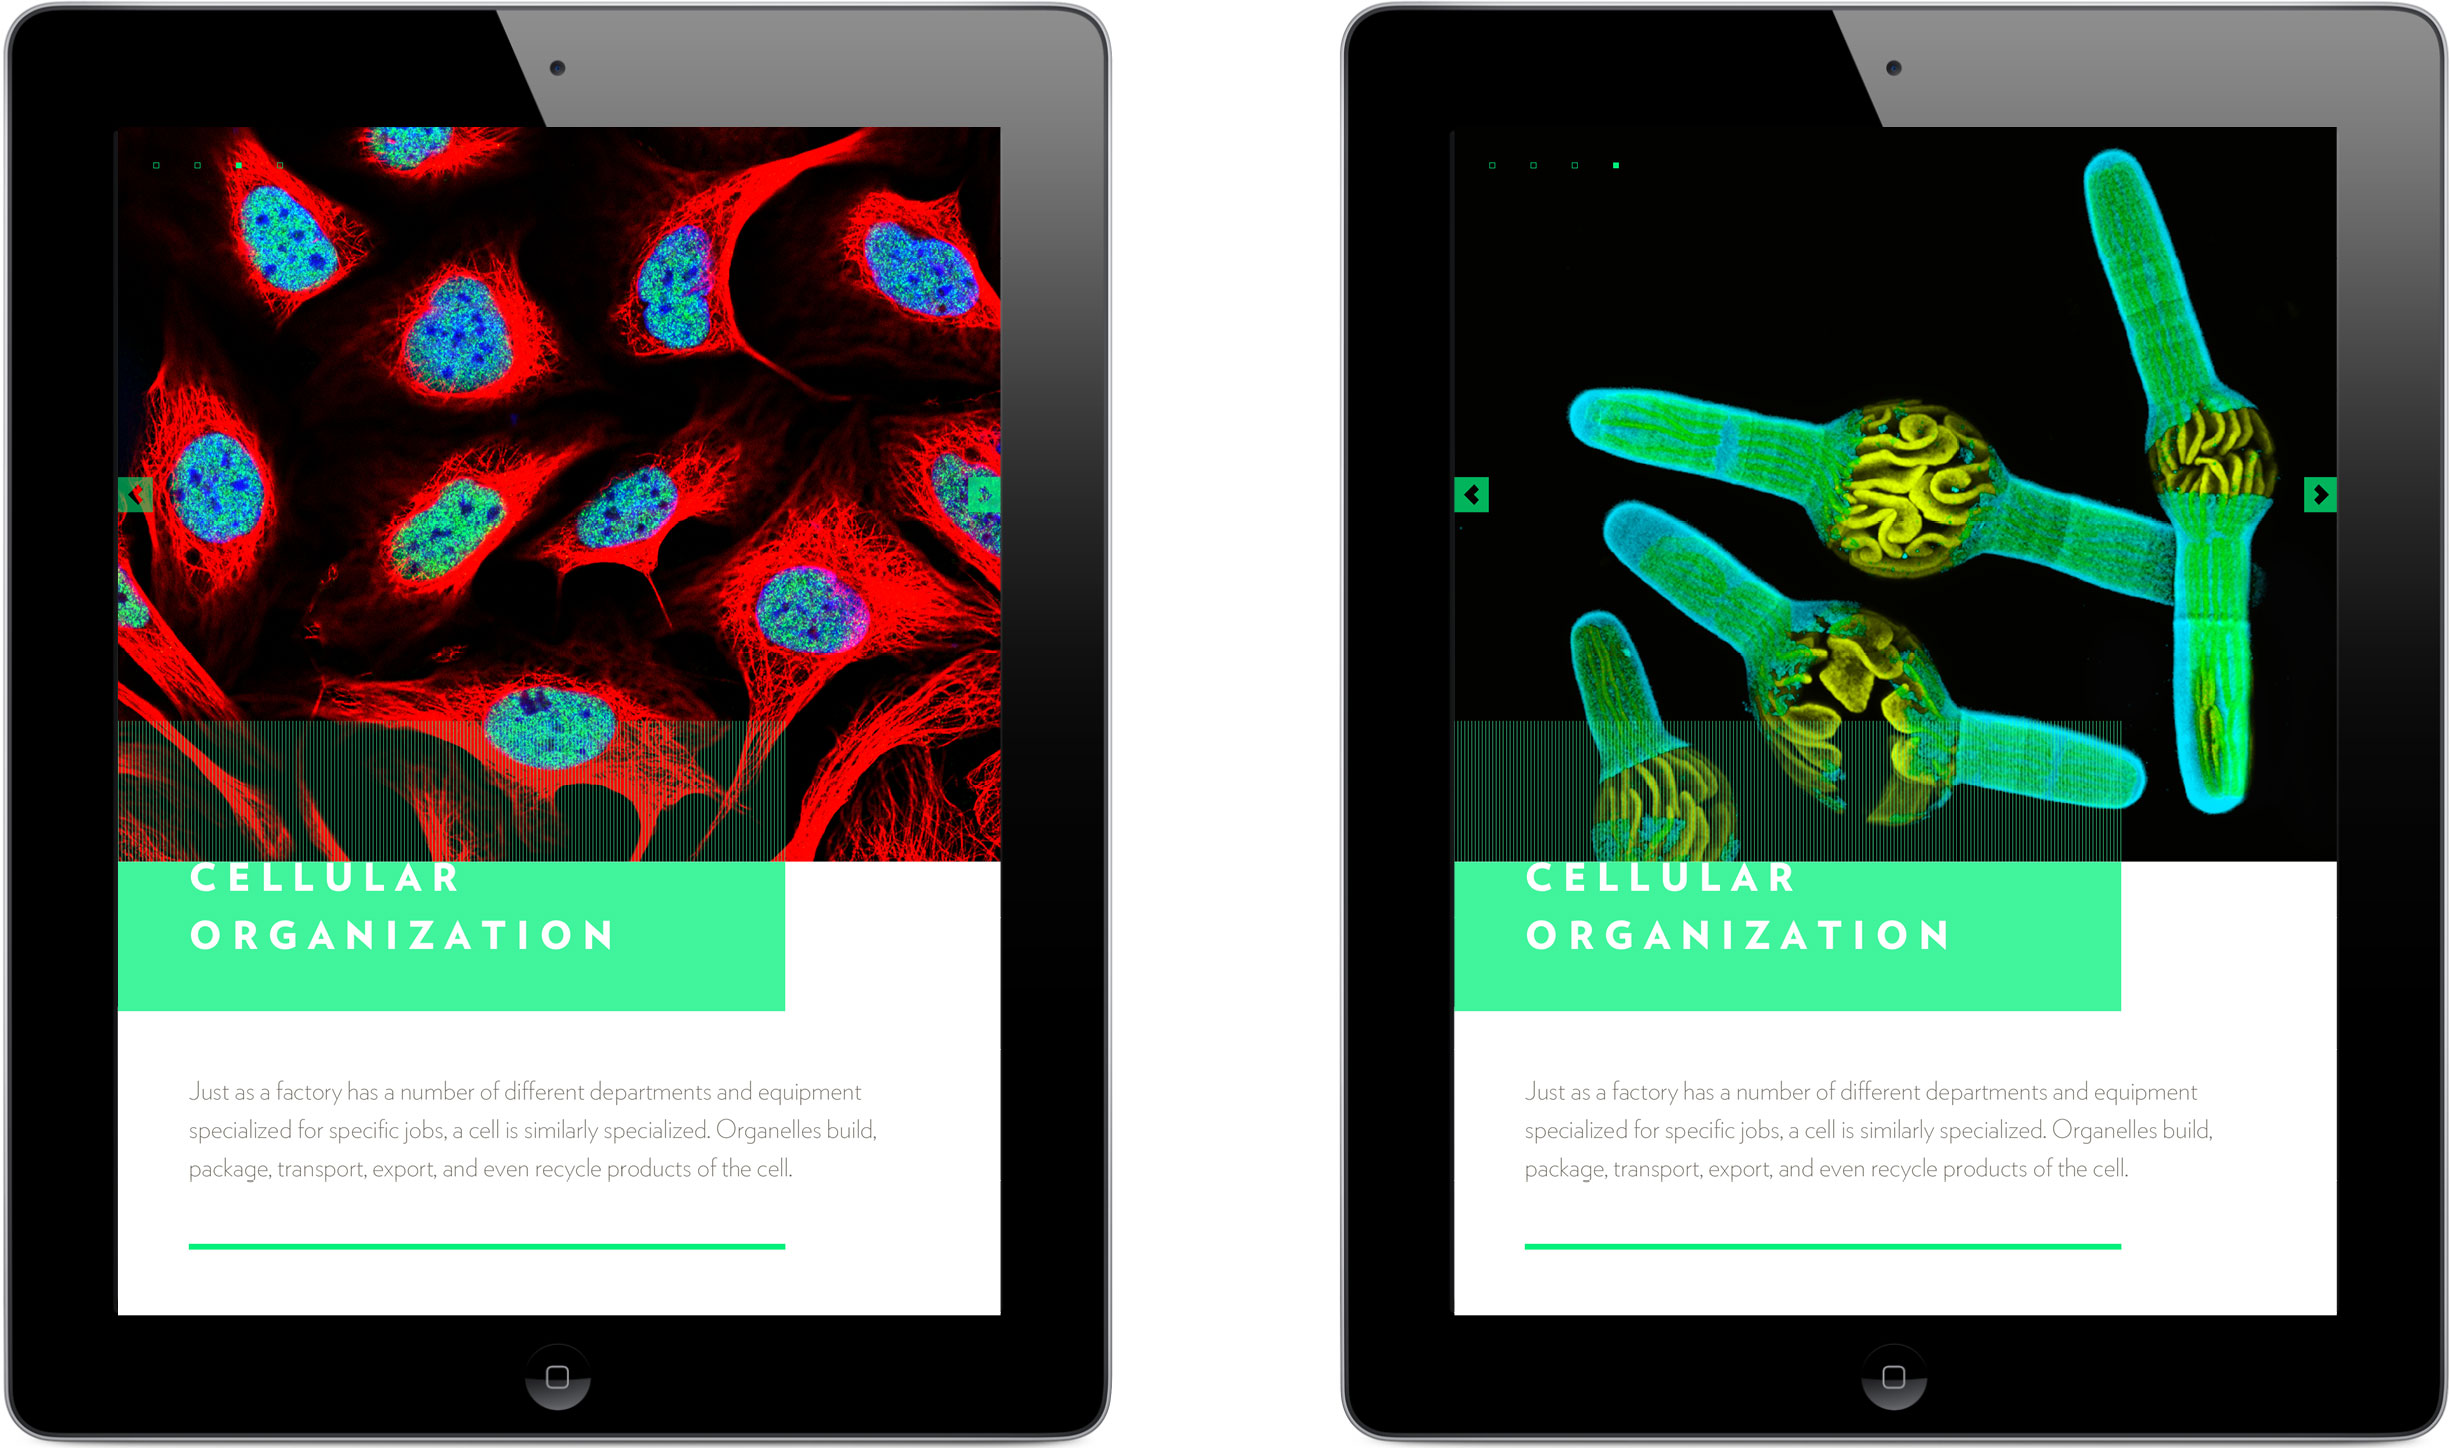 CELLULAR
ORGANIZATION
Just as a factory has a number of different departments and equipment
specialized for specific jobs, a cell is similarly specialized. Organelles build,
package, transport, export, and even recycle products of the cell.
CELLULAR
ORGANIZATION
Just as a factory has a number of different departments and equipment
specialized for specific jobs, a cell is similarly specialized. Organelles build,
package, transport, export, and even recycle products of the cell.